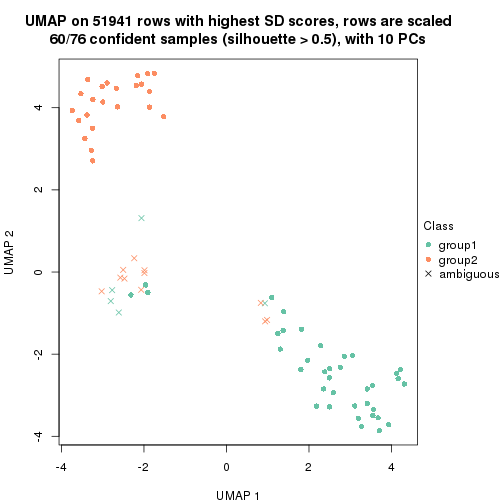 UMAP on 51941 rows with highest SD scores, rows are scaled
60/76 confident samples (silhouette > 0.5), with 10 PCs
4
2
0
-2
-4
UMAP 2
-4
-2
0
2
4
UMAP 1
Class
group1
group2
ambiguous